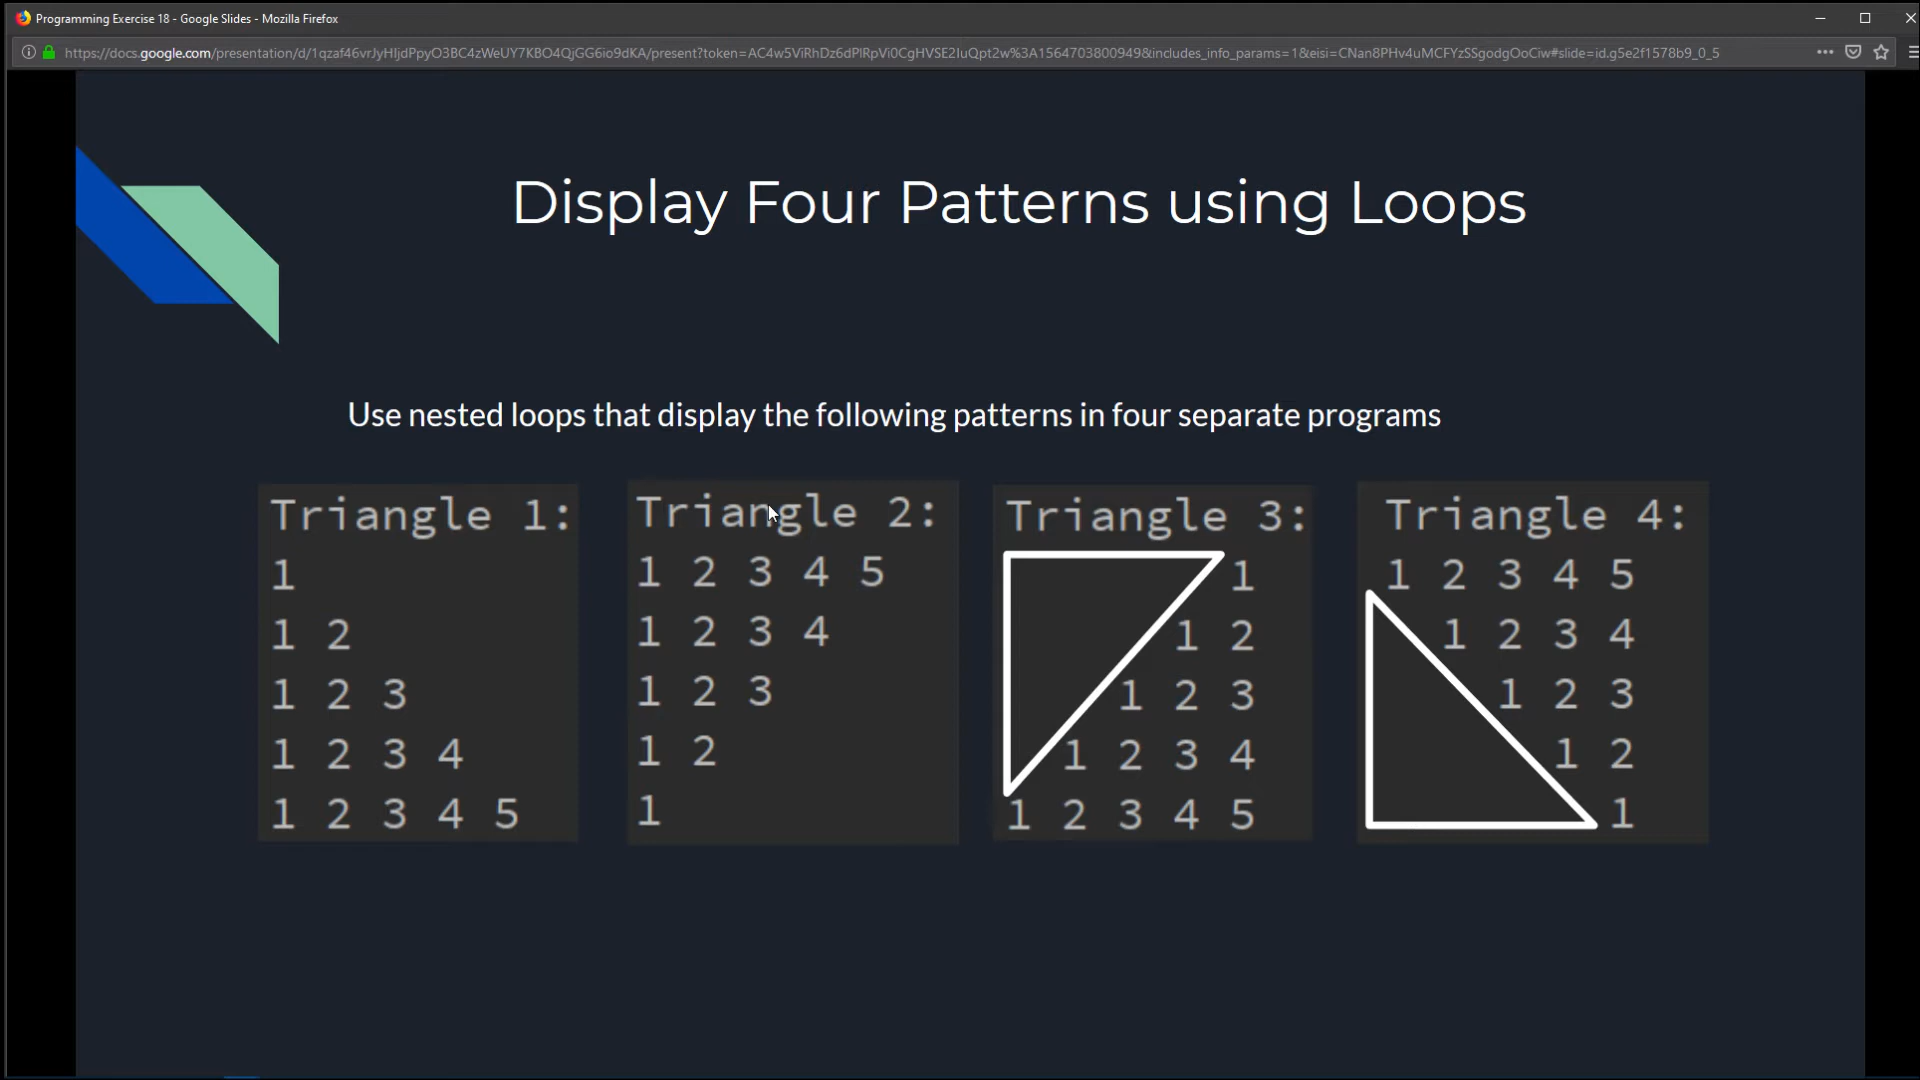 Programming Exercise 18 - Google Slides - Mozilla Firefox
https://docs.google.com/presentation/d/1qzaf46vrJyHIjdPpyO3BC4zWeUY7KBO4QjGG6io9dKA/present?token=AC4w5ViRhDz6dPlRpVi0CgHVSE2IuQpt2w%3A1564703800949&includes_info_params=1&eisi=CNan8PHv4uMCFYzSSgodgOoCiw#slide=id.g5e2f1578b9_0_5
Display Four Patterns using Loops
Use nested loops that display the following patterns in four separate programs
Triangle 1:
1
1 2
1 2 3
1 2 3 4
1 2 3 4 5
Triangle 2:
1 2 3 4 5
1 2 3 4
1 2 3
1 2
1
Triangle 3:
1
1 2
1 2 3
1 2 3 4
1 2 3 4 5
Triangle 4:
1 2 3 4 5
1 2 3 4
1 2 3
1 2
1